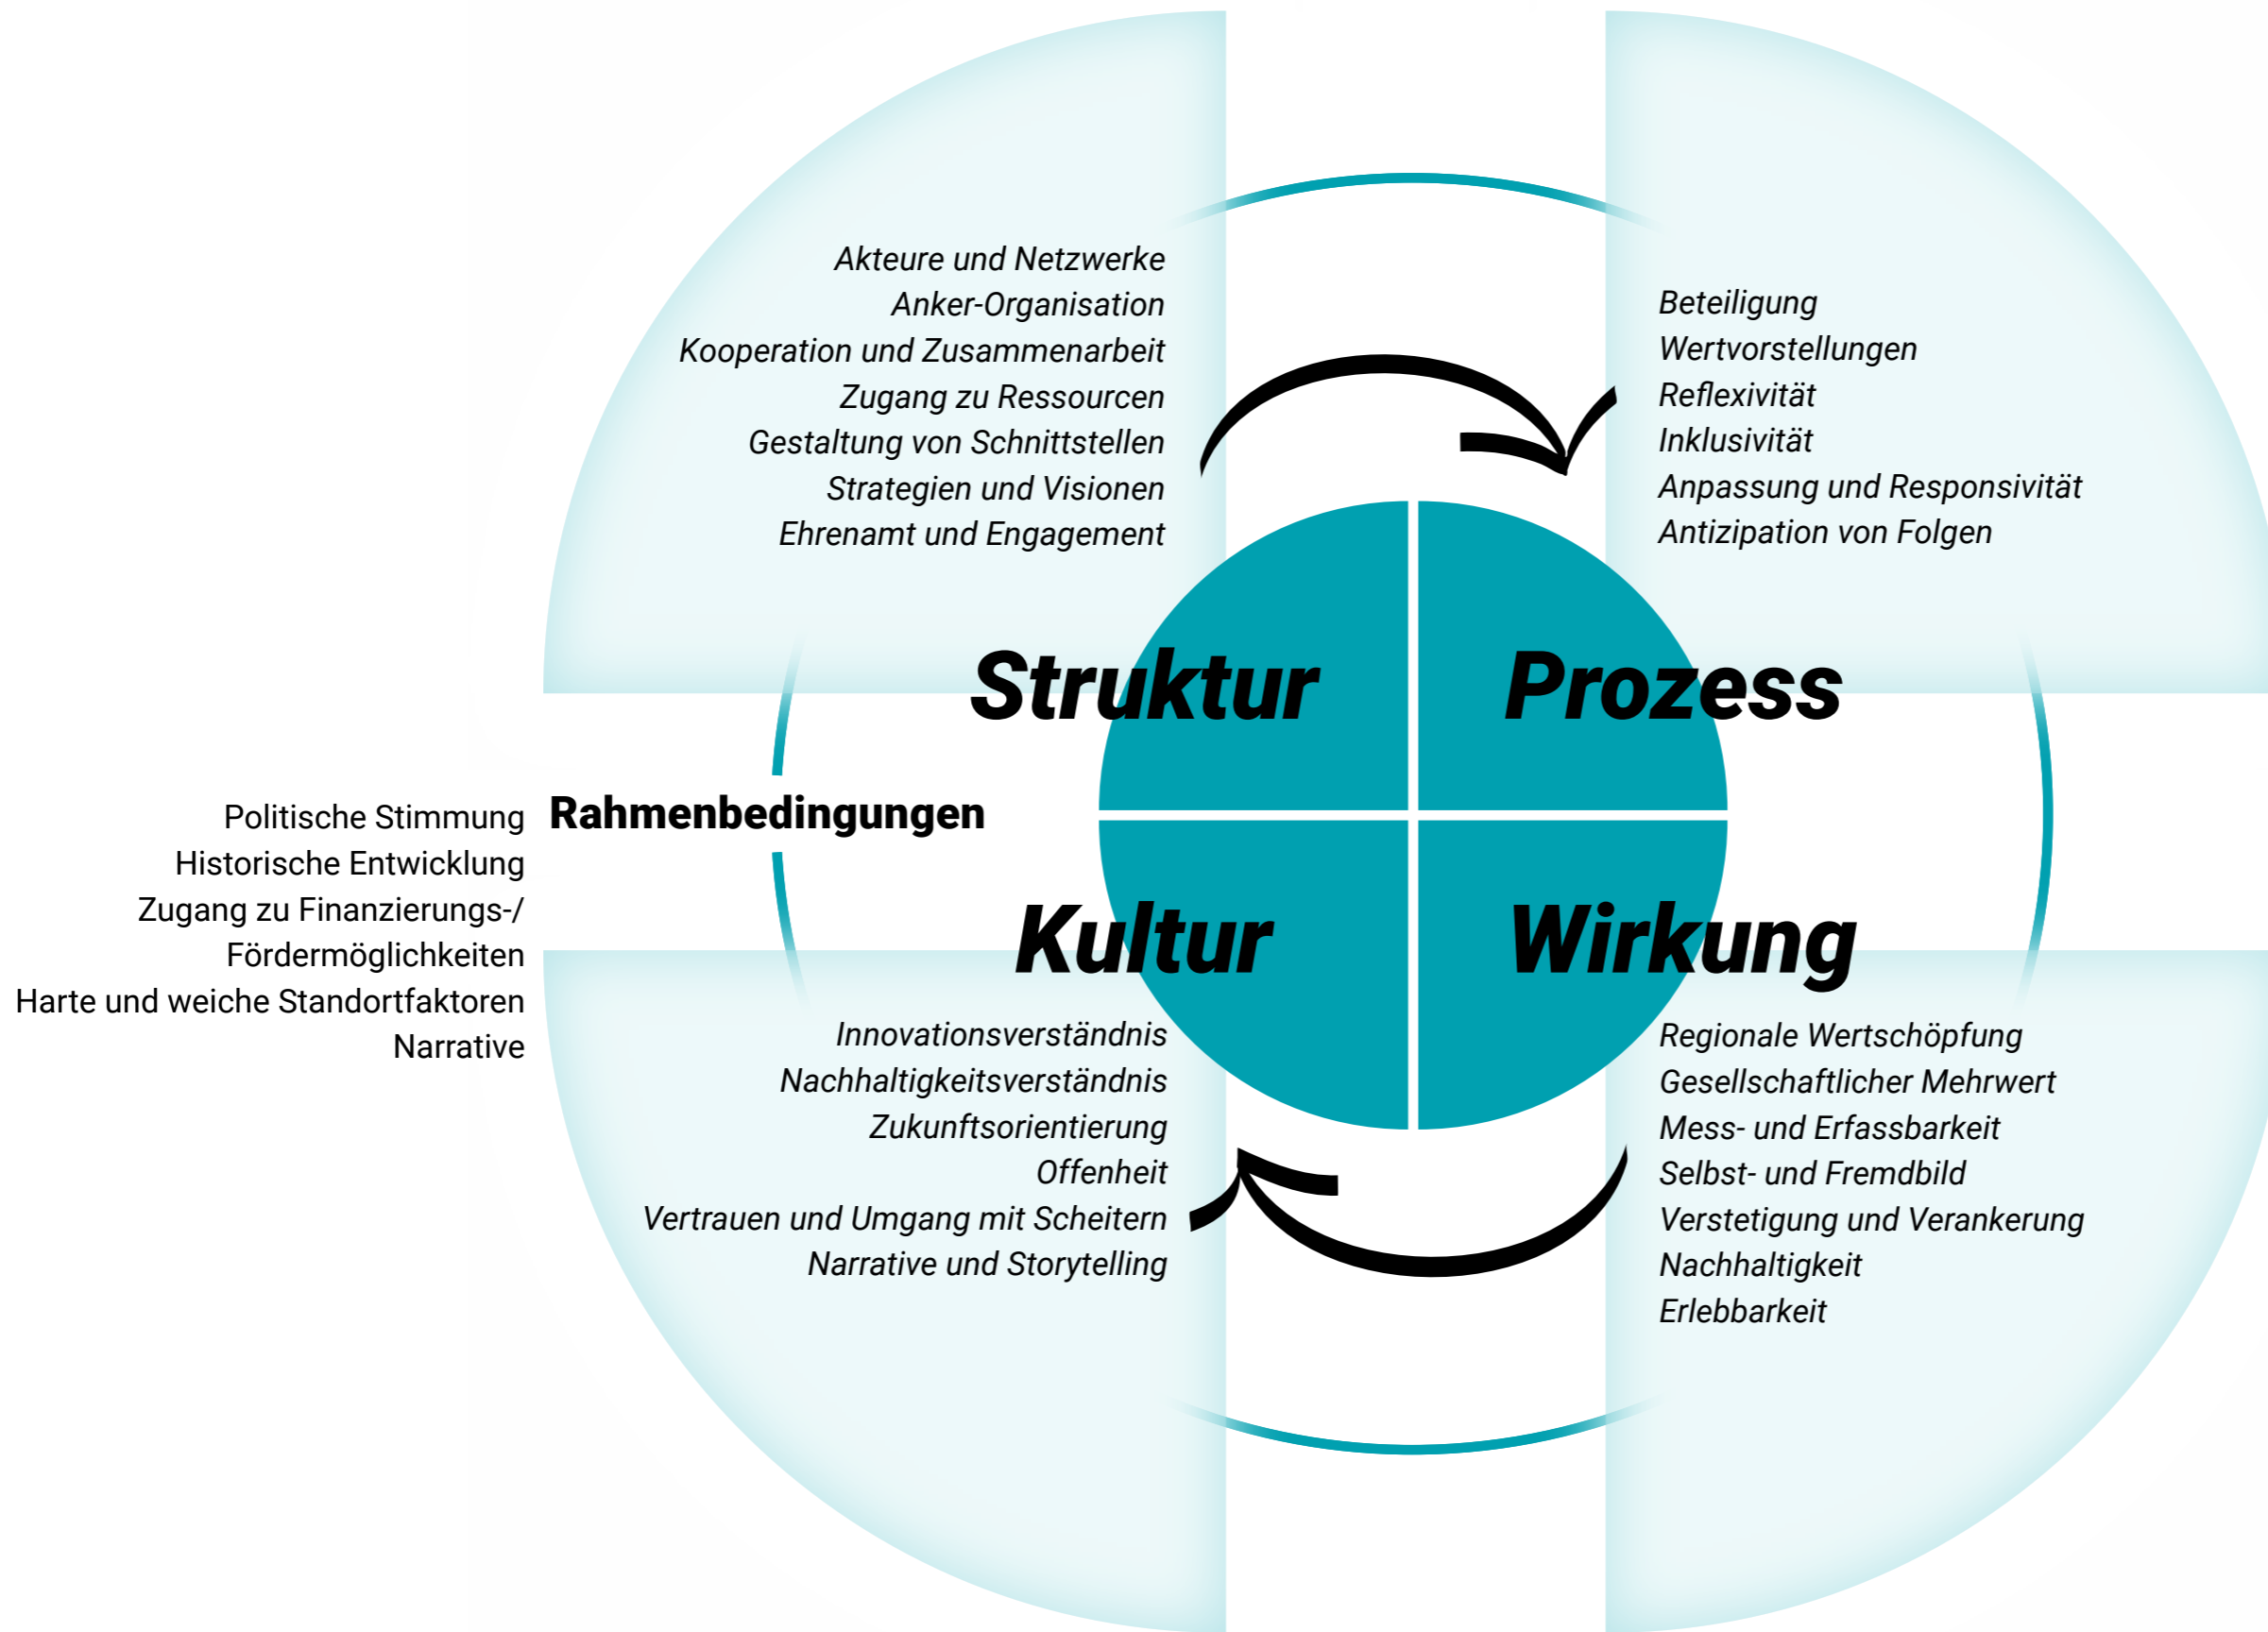 Akteure und Netzwerke
Anker-Organisation
Kooperation und Zusammenarbeit
Zugang zu Ressourcen
Gestaltung von Schnittstellen
Strategien und Visionen
Ehrenamt und Engagement
Struktur
Beteiligung
Wertvorstellungen
Reflexivität
Inklusivität
Anpassung und Responsivität
Antizipation von Folgen
Prozess
Rahmenbedingungen
Politische Stimmung
Historische Entwicklung
Zugang zu Finanzierungs-/
Fördermöglichkeiten
Harte und weiche Standortfaktoren
Narrative
Kultur
Innovationsverständnis
Nachhaltigkeitsverständnis
Zukunftsorientierung
Offenheit
Vertrauen und Umgang mit Scheitern
Narrative und Storytelling
Wirkung
Regionale Wertschöpfung
Gesellschaftlicher Mehrwert
Mess- und Erfassbarkeit
Selbst- und Fremdbild
Verstetigung und Verankerung
Nachhaltigkeit
Erlebbarkeit